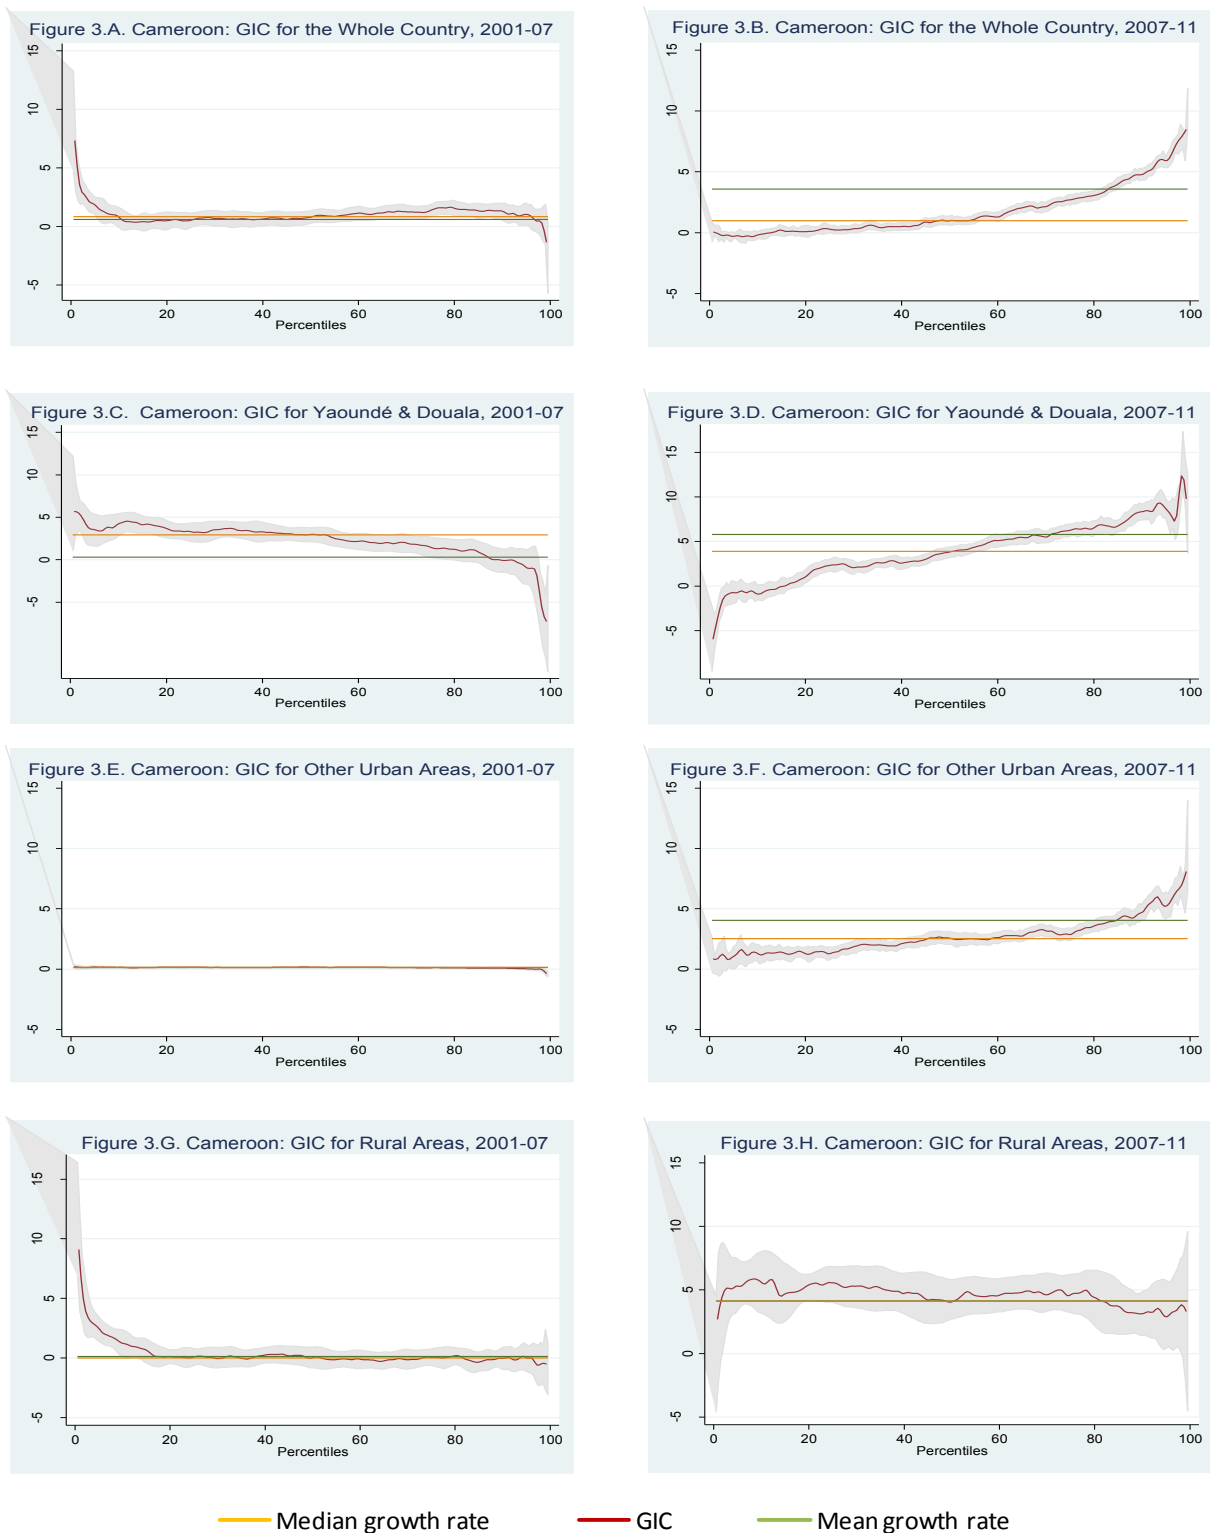 Figure 3.A. Cameroon: GIC for the Whole Country, 2001-07
15
10
5
0
-5
0 20 40 60 80 100
Percentiles
Figure 3.B. Cameroon: GIC for the Whole Country, 2007-11
15
10
5
0
-5
0 20 40 60 80 100
Percentiles
Figure 3.C. Cameroon: GIC for Yaoundé & Douala, 2001-07
15
10
5
0
-5
0 20 40 60 80 100
Percentiles
Figure 3.D. Cameroon: GIC for Yaoundé & Douala, 2007-11
15
10
5
0
-5
0 20 40 60 80 100
Percentiles
Figure 3.E. Cameroon: GIC for Other Urban Areas, 2001-07
15
10
5
0
-5
0 20 40 60 80 100
Percentiles
Figure 3.F. Cameroon: GIC for Other Urban Areas, 2007-11
15
10
5
0
-5
0 20 40 60 80 100
Percentiles
Figure 3.G. Cameroon: GIC for Rural Areas, 2001-07
15
10
5
0
-5
0 20 40 60 80 100
Percentiles
Figure 3.H. Cameroon: GIC for Rural Areas, 2007-11
15
10
5
0
-5
0 20 40 60 80 100
Percentiles
Median growth rate GIC Mean growth rate